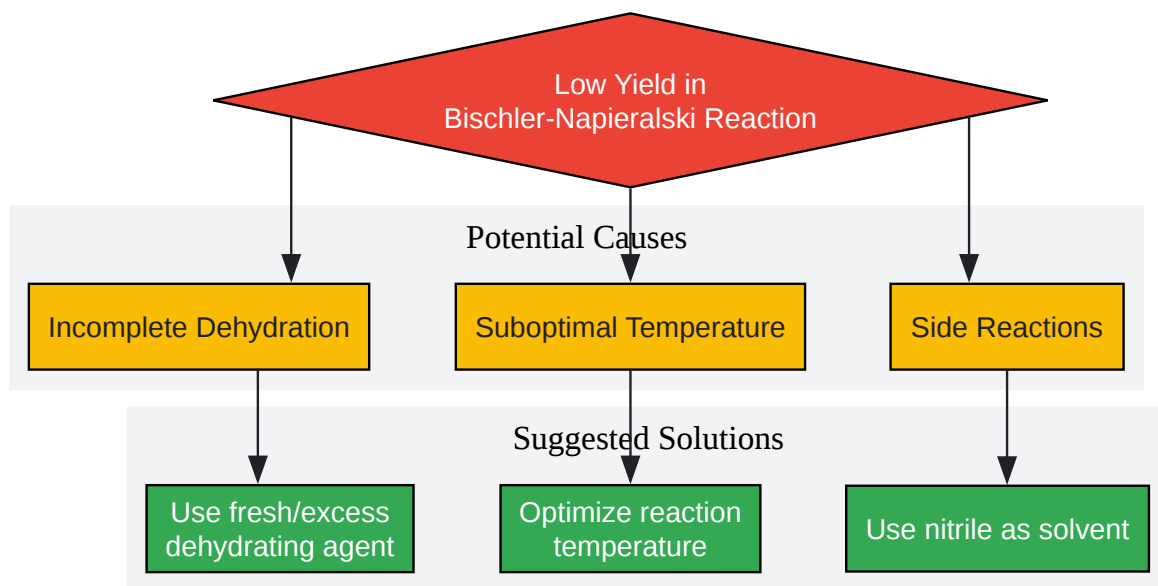 Low Yield in
Bischler-Napieralski Reaction
Potential Causes
Incomplete Dehydration
Suboptimal Temperature
Side Reactions
Suggested Solutions
Use fresh/excess
dehydrating agent
Optimize reaction
temperature
Use nitrile as solvent